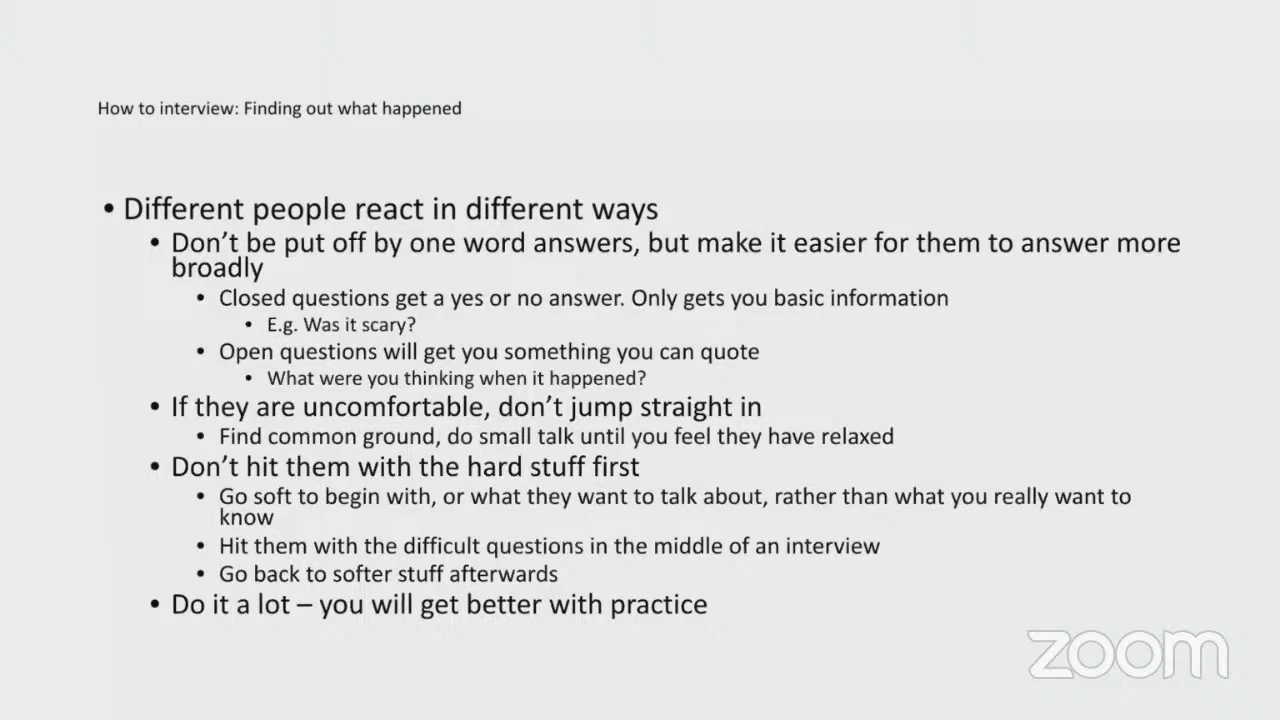 How to interview: Finding out what happened
• Different people react in different ways
• Don't be put off by one word answers, but make it easier for them to answer more
broadly
• Closed questions get a yes or no answer. Only gets you basic information
• E.g. Was it scary?
• Open questions will get you something you can quote
• What were you thinking when it happened?
• If they are uncomfortable, don't jump straight in
• Find common ground, do small talk until you feel they have relaxed
• Don't hit them with the hard stuff first
• Go soft to begin with, or what they want to talk about, rather than what you really want to
know
• Hit them with the difficult questions in the middle of an interview
• Go back to softer stuff afterwards
• Do it a lot – you will get better with practice
zoom